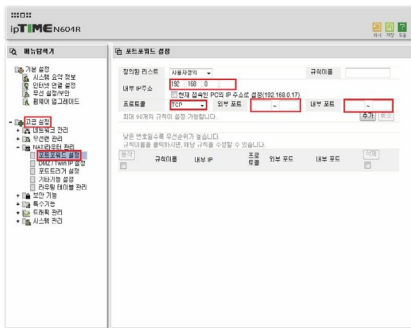 ipTIME N604R
메뉴탐색기
기본 설정
시스템 요약 정보
인터넷 연결 설정
무선 설정/보안
펌웨어 업그레이드
고급 설정
네트워크 관리
무선랜 관리
NAT/라우터 관리
포트포워드 설정
DMZ / Twin IP 설정
포트트리거 설정
기타기능 설정
라우팅 테이블 관리
보안 기능
특수기능
트래픽 관리
시스템 관리
포트포워드 설정
저장 도움
정의된 리스트 사용자정의 규칙이름
내부 IP주소 192 168 0
현재 접속된 PC의 IP 주소로 설정(192.168.0.17)
프로토콜 TCP 외부 포트 ~ 내부 포트 ~
최대 60개의 규칙이 설정 가능합니다. 추가 취소
낮은 번호일수록 우선순위가 높습니다.
규칙이름을 클릭하시면, 해당 규칙을 수정할 수 있습니다.
규칙이름 내부 IP 프로토콜 외부 포트 내부 포트 삭제